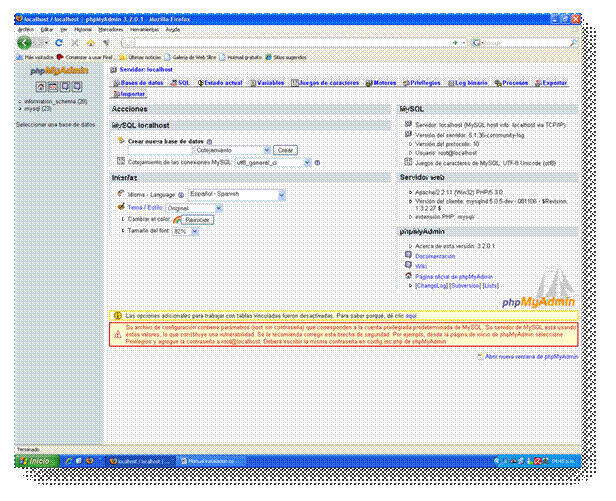 localhost / localhost | phpMyAdmin 3.2.0.1 - Mozilla Firefox
Archivo Editar Ver Historial Marcadores Herramientas Ayuda
Google
Más visitados Comenzar a usar Firef... Últimas noticias Galería de Web Slice Hotmail gratuito Sitios sugeridos
phpMyAdmin
information_schema (28)
mysql (23)
Seleccionar una base de datos
Servidor: localhost
Bases de datos SQL Estado actual Variables Juegos de caracteres Motores Privilegios Log binario Procesos Exportar
Importar
Acciones
MySQL localhost
Crear nueva base de datos
Cotejamiento Crear
Cotejamiento de las conexiones MySQL: utf8_general_ci
Interfaz
Idioma - Language: Español - Spanish
Tema / Estilo: Original
Cambiar el color: Reiniciar
Tamaño del font: 82%
MySQL
Servidor: localhost (MySQL host info: localhost via TCP/IP)
Versión del servidor: 5.1.36-community-log
Versión del protocolo: 10
Usuario: root@localhost
Juegos de caracteres de MySQL: UTF-8 Unicode (utf8)
Servidor web
Apache/2.2.11 (Win32) PHP/5.3.0
Versión del cliente: mysqlnd 5.0.5-dev - 081106 - $Revision:
1.3.2.27 $
extensión PHP: mysqli
phpMyAdmin
Acerca de esta versión: 3.2.0.1
Documentación
Wiki
Página oficial de phpMyAdmin
[ChangeLog] [Subversion] [Lists]
phpMyAdmin
Las opciones adicionales para trabajar con tablas vinculadas fueron desactivadas. Para saber porqué, dé clic aquí
Su archivo de configuración contiene parámetros (root sin contraseña) que corresponden a la cuenta privilegiada predeterminada de MySQL. Su servidor de MySQL está usando
estos valores, lo que constituye una vulnerabilidad. Se le recomienda corregir esta brecha de seguridad. Por ejemplo, desde la página de inicio de phpMyAdmin seleccione
Privilegios y agregue la contraseña a root@localhost. Deberá escribir la misma contraseña en config.inc.php de phpMyAdmin
Abrir nueva ventana de phpMyAdmin
Terminado
Inicio localhost / localhost | ...